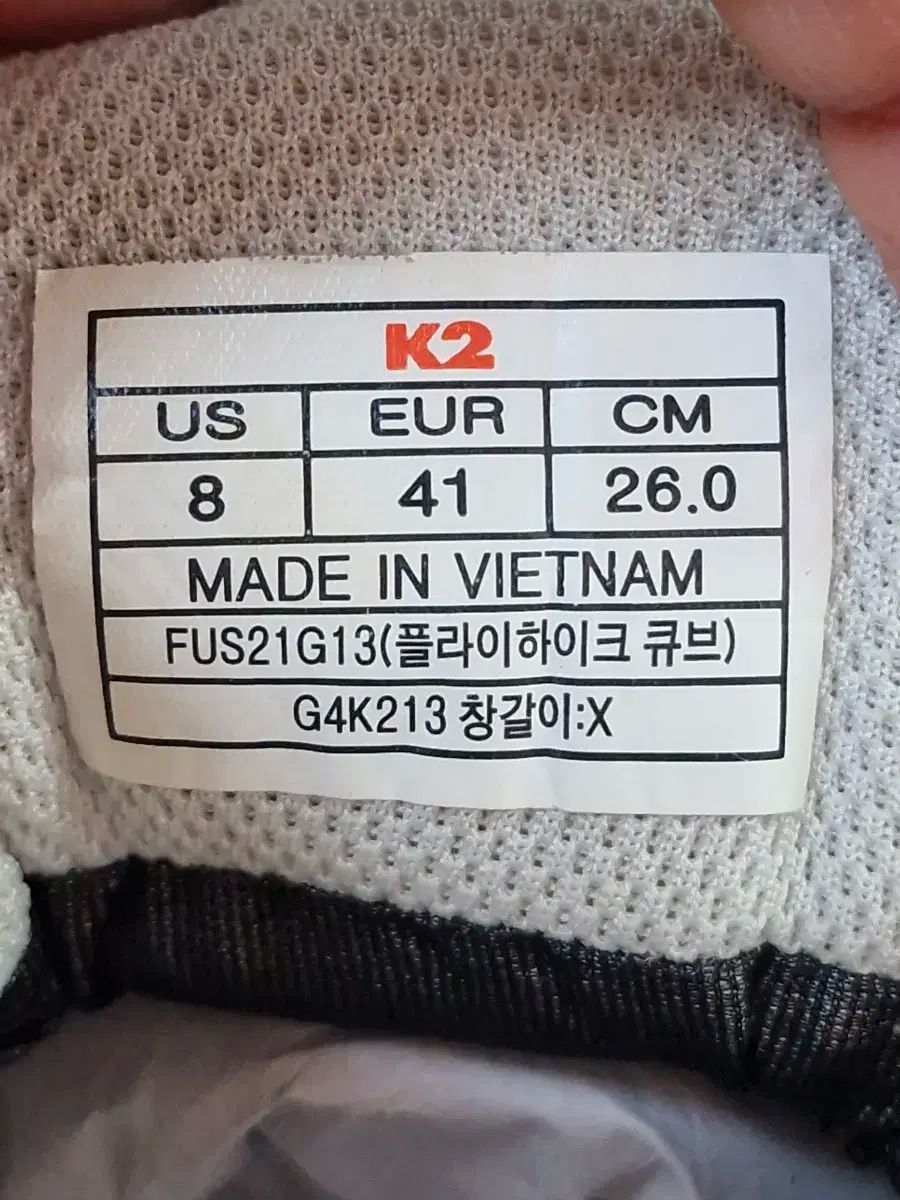 K2
US EUR CM
8 41 26.0
MADE IN VIETNAM
FUS21G13(플라이하이크 큐브)
G4K213 창갈이:X